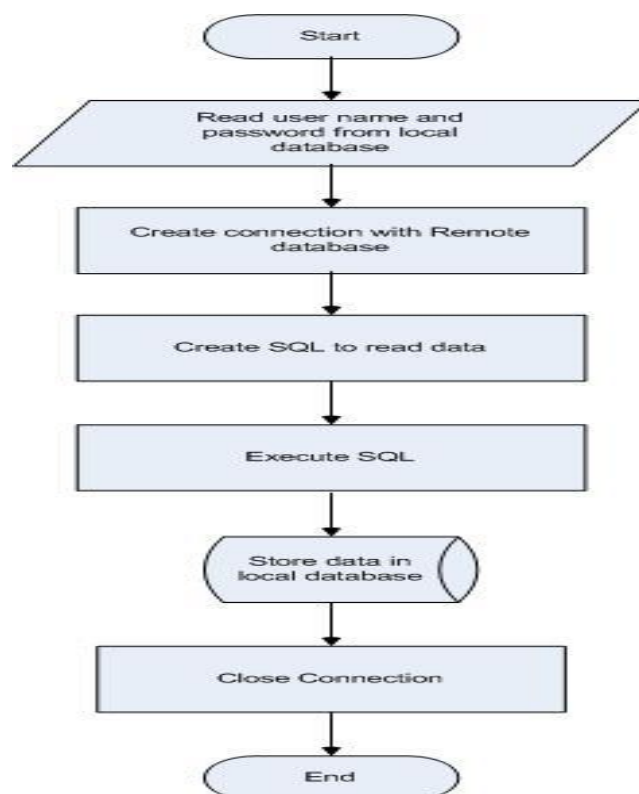 Start
Read user name and
password from local
database
Create connection with Remote
database
Create SQL to read data
Execute SQL
Store data in
local database
Close Connection
End